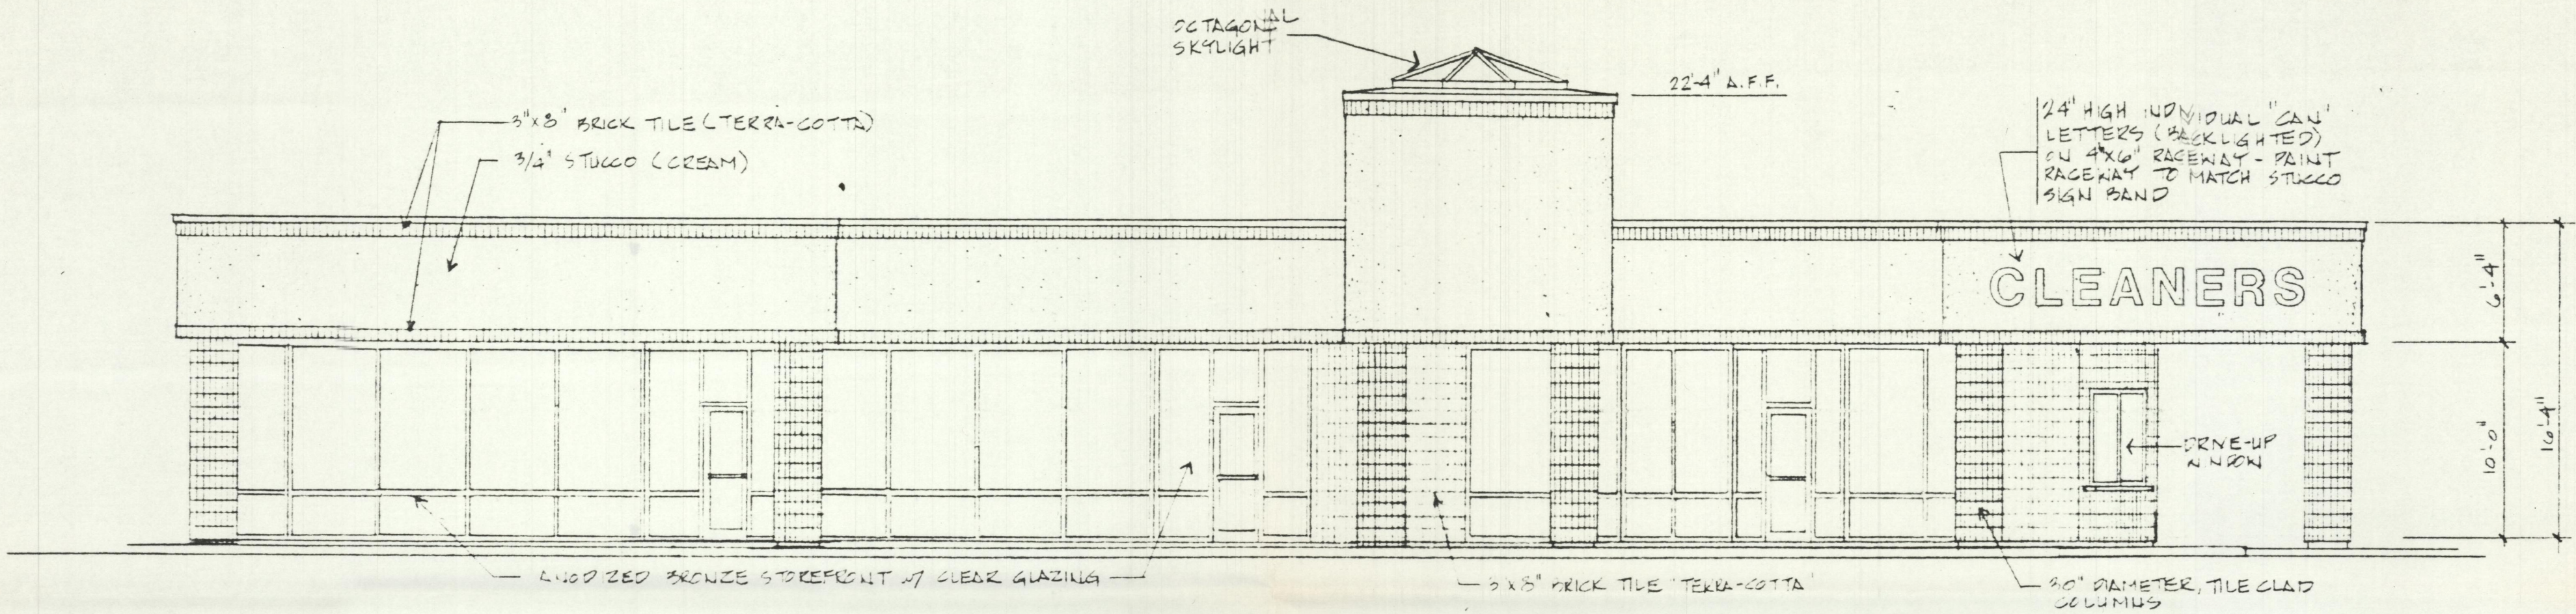 OCTAGONAL
SKYLIGHT
22'-4" A.F.F.
3"x8" BRICK TILE (TERRA-COTTA)
3/4" STUCCO (CREAM)
24" HIGH INDIVIDUAL "CAN"
LETTERS (BACKLIGHTED)
ON 4"x6" RACEWAY - PAINT
RACEWAY TO MATCH STUCCO
SIGN BAND
CLEANERS
6'-4"
10'-0"
16'-4"
DRIVE-UP
WINDOW
ANODIZED BRONZE STOREFRONT W/ CLEAR GLAZING
3"x8" BRICK TILE "TERRA-COTTA"
30" DIAMETER, TILE CLAD
COLUMNS